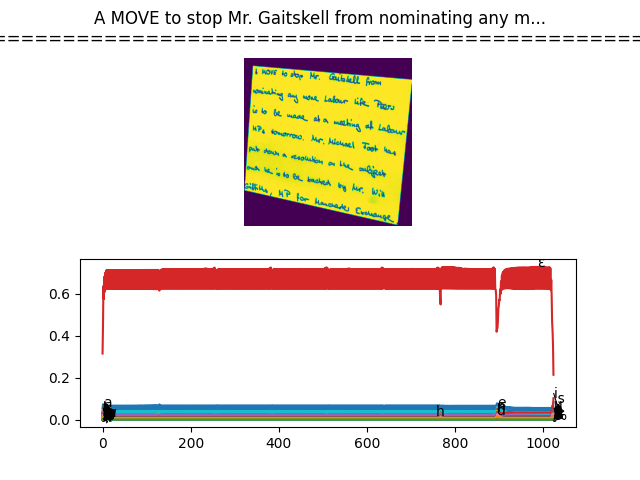 A MOVE to stop Mr. Gaitskell from nominating any m...
================================================
A MOVE to stop Mr. Gaitskell from
nominating any more Labour life Peers
is to be made at a meeting of Labour
MPs tomorrow. Mr. Michael Foot has
put down a resolution on the subject
and he is to be backed by Mr. Will
Griffiths, MP for Manchester Exchange.
ε
0.6
0.4
0.2
0.0
a
h
e
i
s
0 200 400 600 800 1000